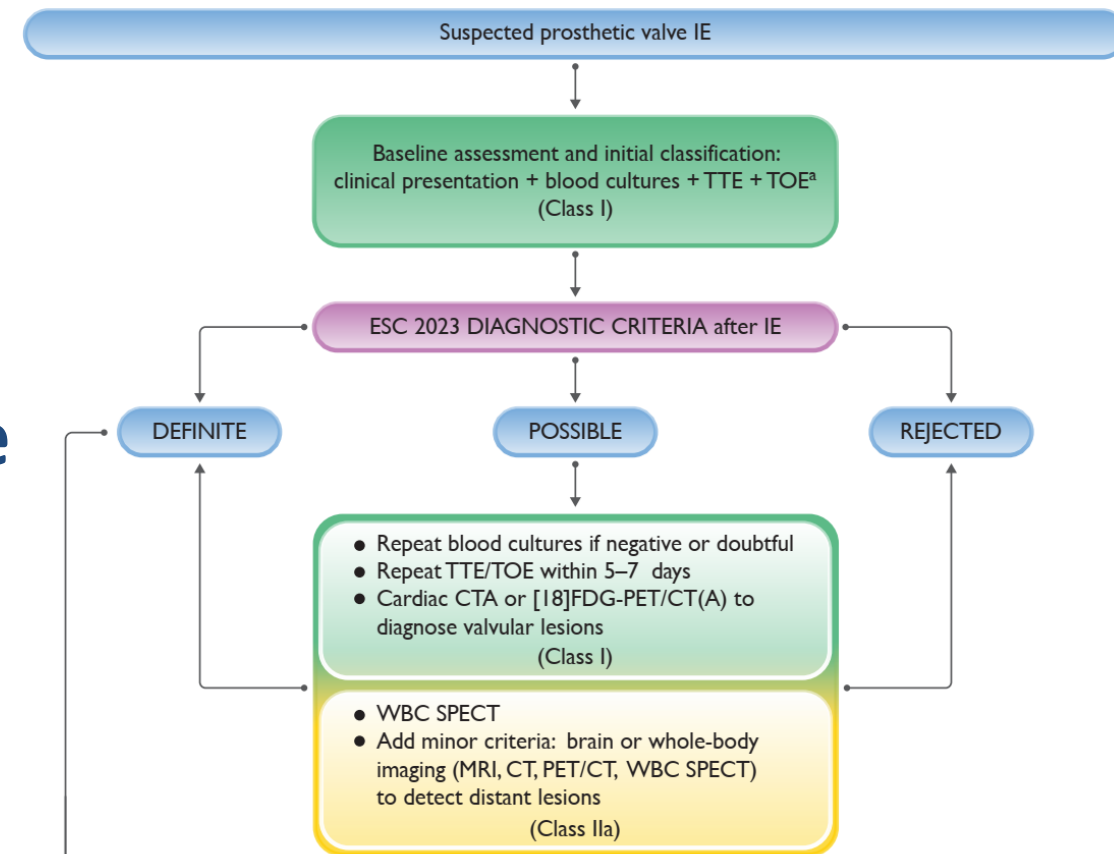 Suspected prosthetic valve IE
Baseline assessment and initial classification:
clinical presentation + blood cultures + TTE + TOEᵃ
(Class I)
ESC 2023 DIAGNOSTIC CRITERIA after IE
e
DEFINITE
POSSIBLE
REJECTED
● Repeat blood cultures if negative or doubtful
● Repeat TTE/TOE within 5–7 days
● Cardiac CTA or [18]FDG-PET/CT(A) to
diagnose valvular lesions
(Class I)
● WBC SPECT
● Add minor criteria: brain or whole-body
imaging (MRI, CT, PET/CT, WBC SPECT)
to detect distant lesions
(Class IIa)